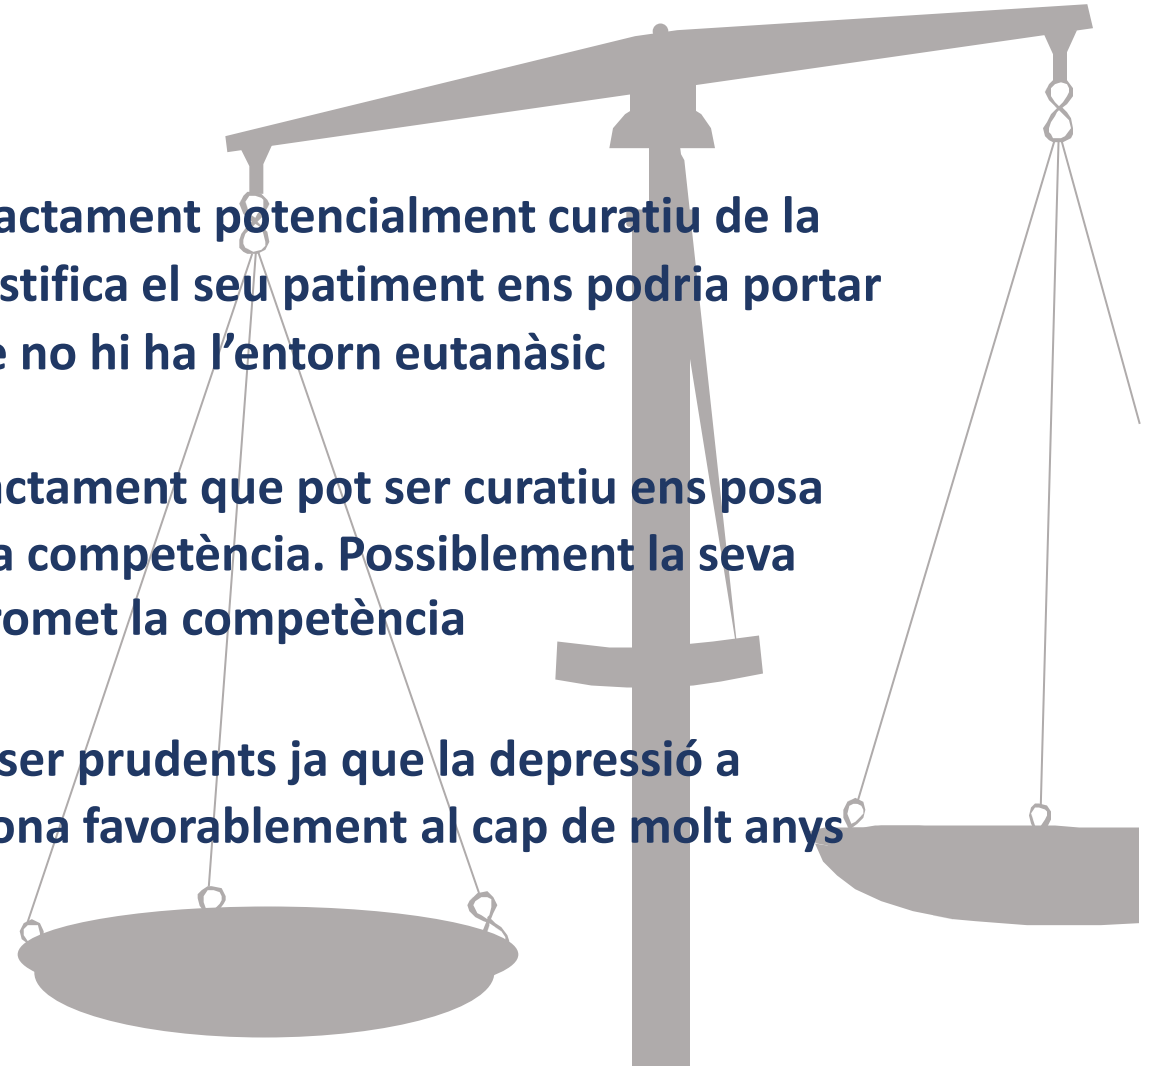 actament potencialment curatiu de la
stifica el seu patiment ens podria portar
e no hi ha l’entorn eutanàsic
actament que pot ser curatiu ens posa
a competència. Possiblement la seva
romet la competència
ser prudents ja que la depressió a
ona favorablement al cap de molt anys